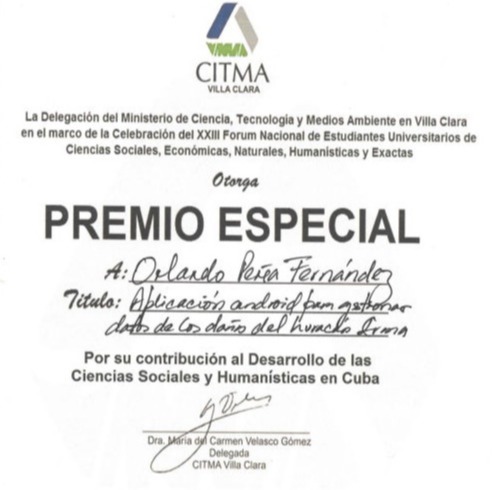 CITMA
VILLA CLARA
La Delegación del Ministerio de Ciencia, Tecnología y Medios Ambiente en Villa Clara
en el marco de la Celebración del XXIII Forum Nacional de Estudiantes Universitarios de
Ciencias Sociales, Económicas, Naturales, Humanísticas y Exactas
Otorga
PREMIO ESPECIAL
A: Orlando Fernández
Título: Aplicación android para gestionar
datos de los daño del huracán Irma
Por su contribución al Desarrollo de las
Ciencias Sociales y Humanísticas en Cuba
Dra. Maria del Carmen Velasco Gómez
Delegada
CITMA Villa Clara